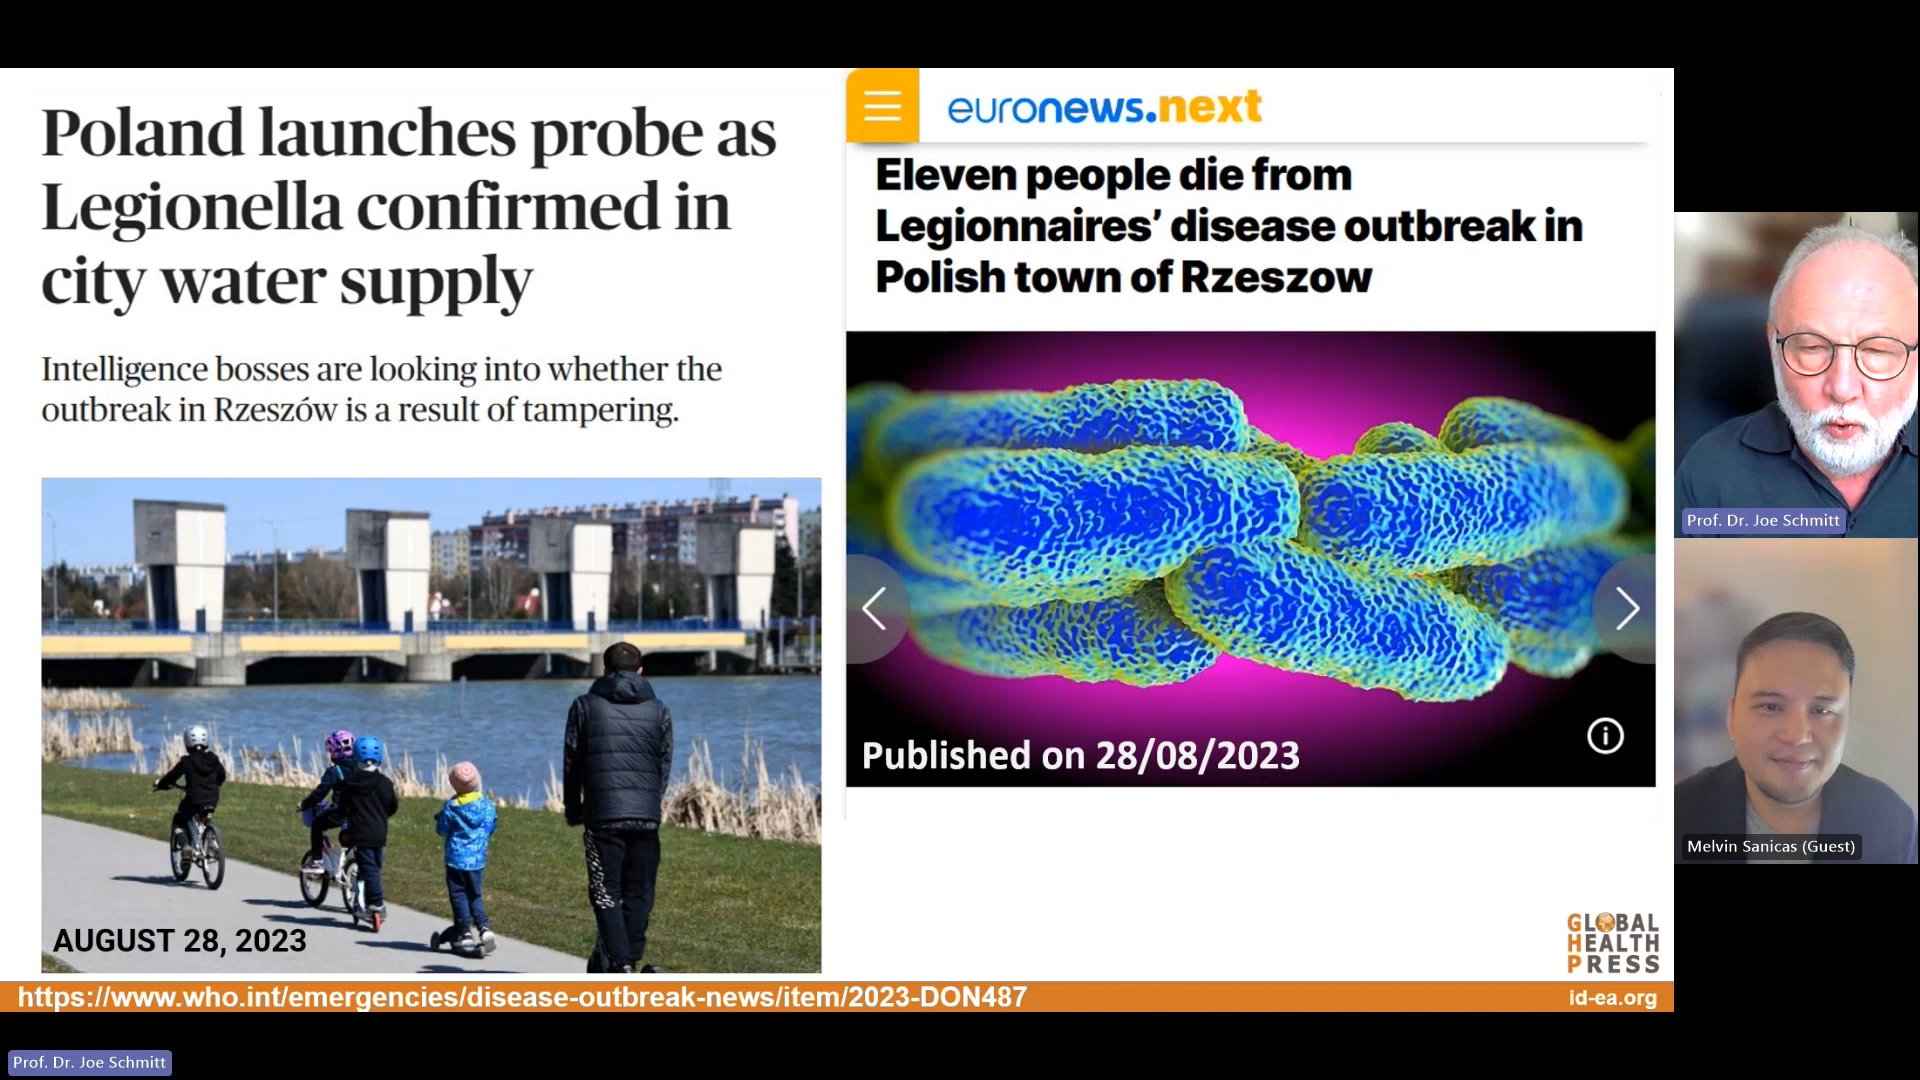 Poland launches probe as
Legionella confirmed in
city water supply
Intelligence bosses are looking into whether the
outbreak in Rzeszów is a result of tampering.
AUGUST 28, 2023
euronews.next
Eleven people die from
Legionnaires’ disease outbreak in
Polish town of Rzeszow
Published on 28/08/2023
GLOBAL
HEALTH
PRESS
https://www.who.int/emergencies/disease-outbreak-news/item/2023-DON487
id-ea.org
Prof. Dr. Joe Schmitt
Melvin Sanicas (Guest)
Prof. Dr. Joe Schmitt